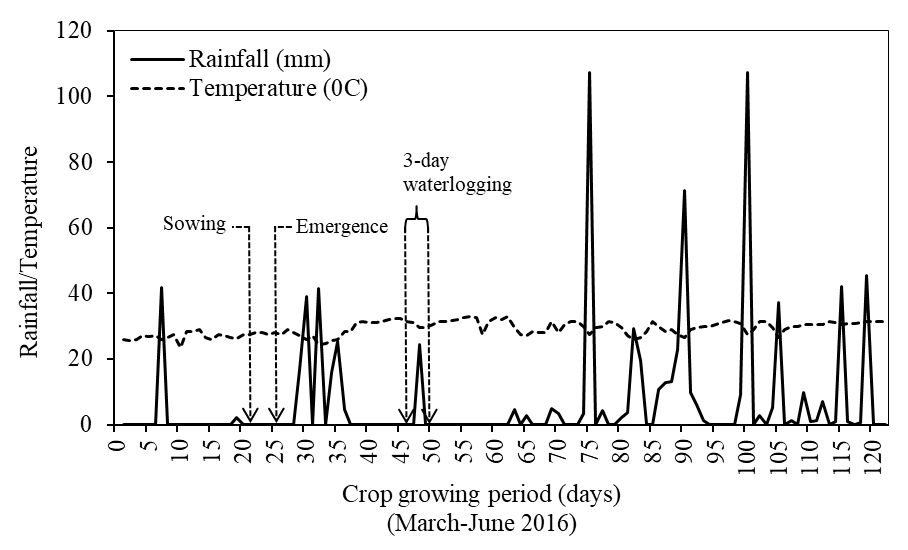 120
100
80
60
40
20
0
Rainfall/Temperature
Rainfall (mm)
Temperature (0C)
3-day
waterlogging
Sowing
Emergence
0 5 10 15 20 25 30 35 40 45 50 55 60 65 70 75 80 85 90 95 100 105 110 115 120
Crop growing period (days)
(March-June 2016)